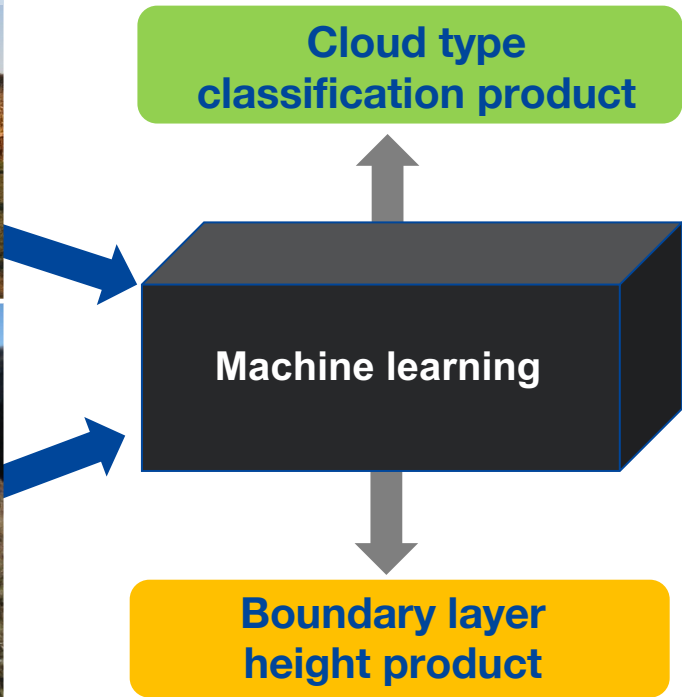 Cloud type
classification product
Machine learning
Boundary layer
height product